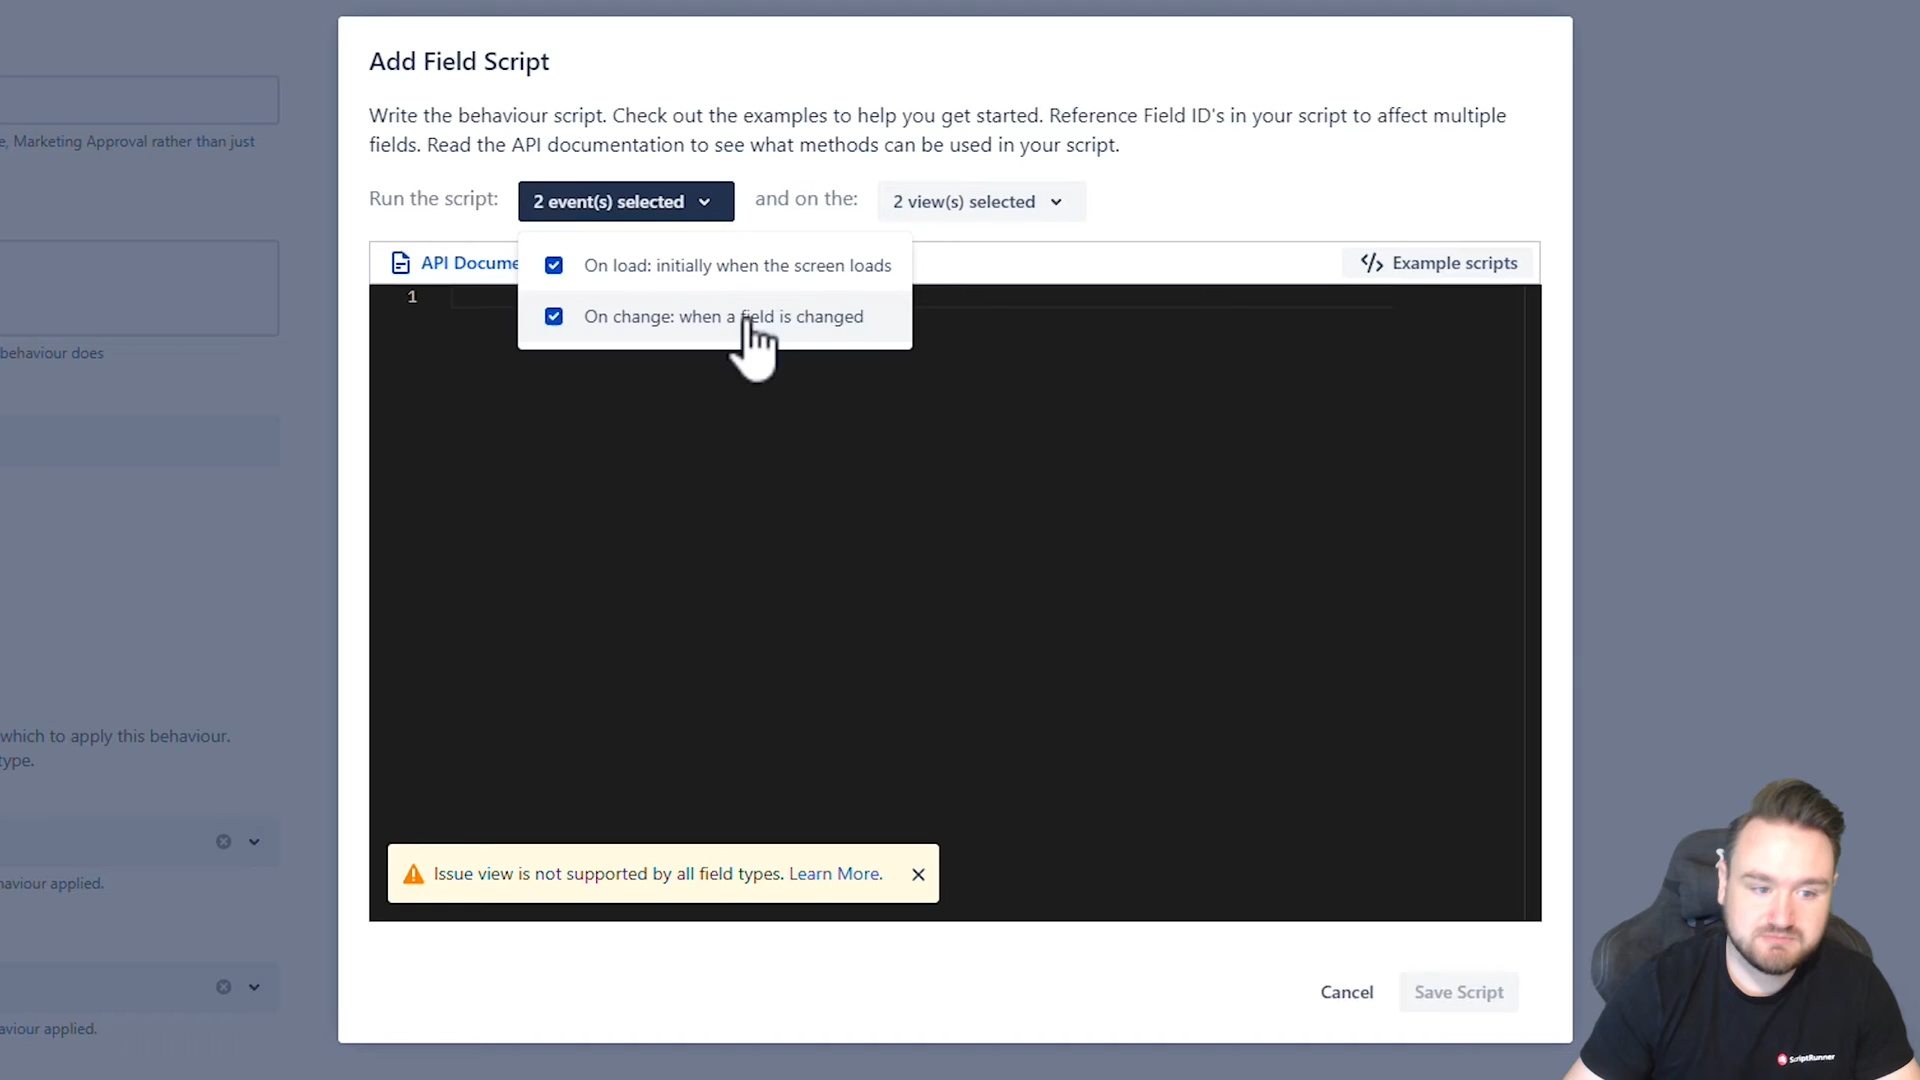 Add Field Script
Write the behaviour script. Check out the examples to help you get started. Reference Field ID's in your script to affect multiple
fields. Read the API documentation to see what methods can be used in your script.
Run the script: 2 event(s) selected and on the: 2 view(s) selected
API Docume
Example scripts
On load: initially when the screen loads
On change: when a field is changed
1
Issue view is not supported by all field types. Learn More.
Cancel
Save Script
e, Marketing Approval rather than just
behaviour does
which to apply this behaviour.
type.
haviour applied.
aviour applied.
ScriptRunner